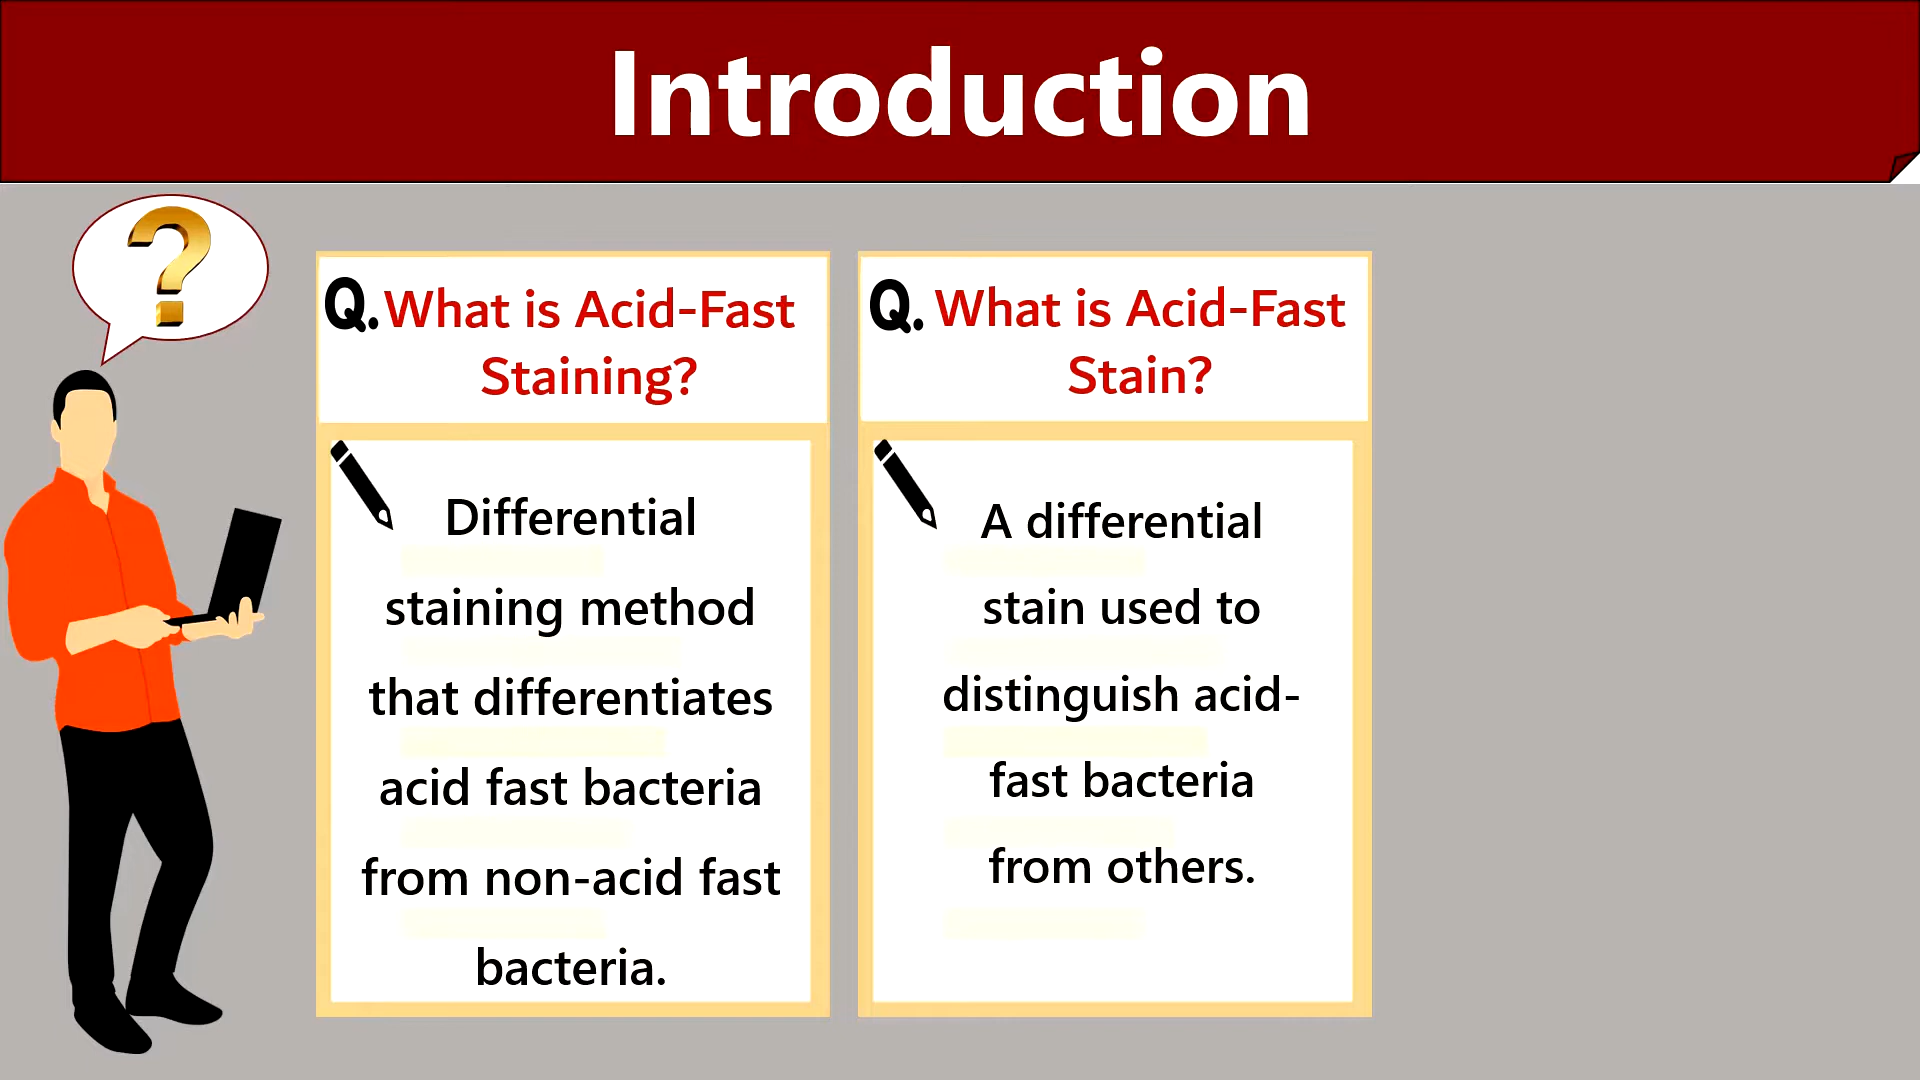 Introduction
?
Q. What is Acid-Fast
Staining?
Differential
staining method
that differentiates
acid fast bacteria
from non-acid fast
bacteria.
Q. What is Acid-Fast
Stain?
A differential
stain used to
distinguish acid-
fast bacteria
from others.